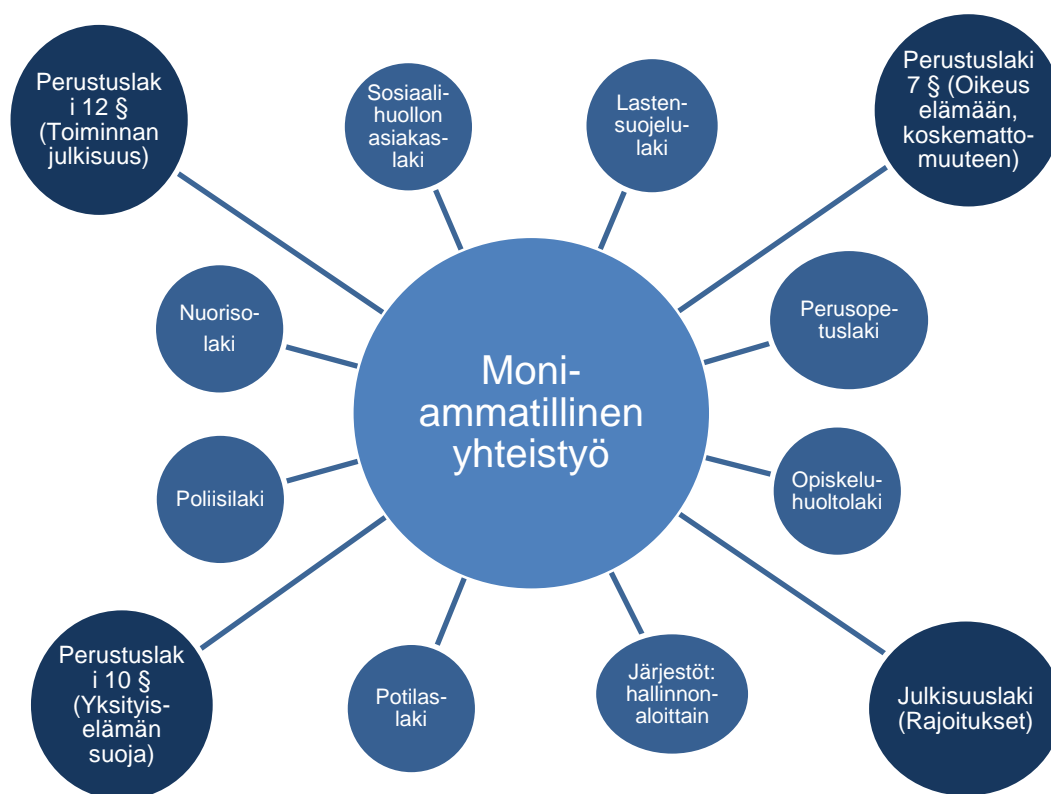 Perustuslak
i 12 §
(Toiminnan
julkisuus)
Sosiaali-
huollon
asiakas-
laki
Lasten-
suojelu-
laki
Perustuslaki
7 § (Oikeus
elämään,
koskematto-
muuteen)
Nuoriso-
laki
Moni-
ammatillinen
yhteistyö
Perusope-
tuslaki
Poliisilaki
Opiskelu-
huoltolaki
Perustuslak
i 10 §
(Yksityis-
elämän
suoja)
Potilas-
laki
Järjestöt:
hallinnon-
aloittain
Julkisuuslaki
(Rajoitukset)